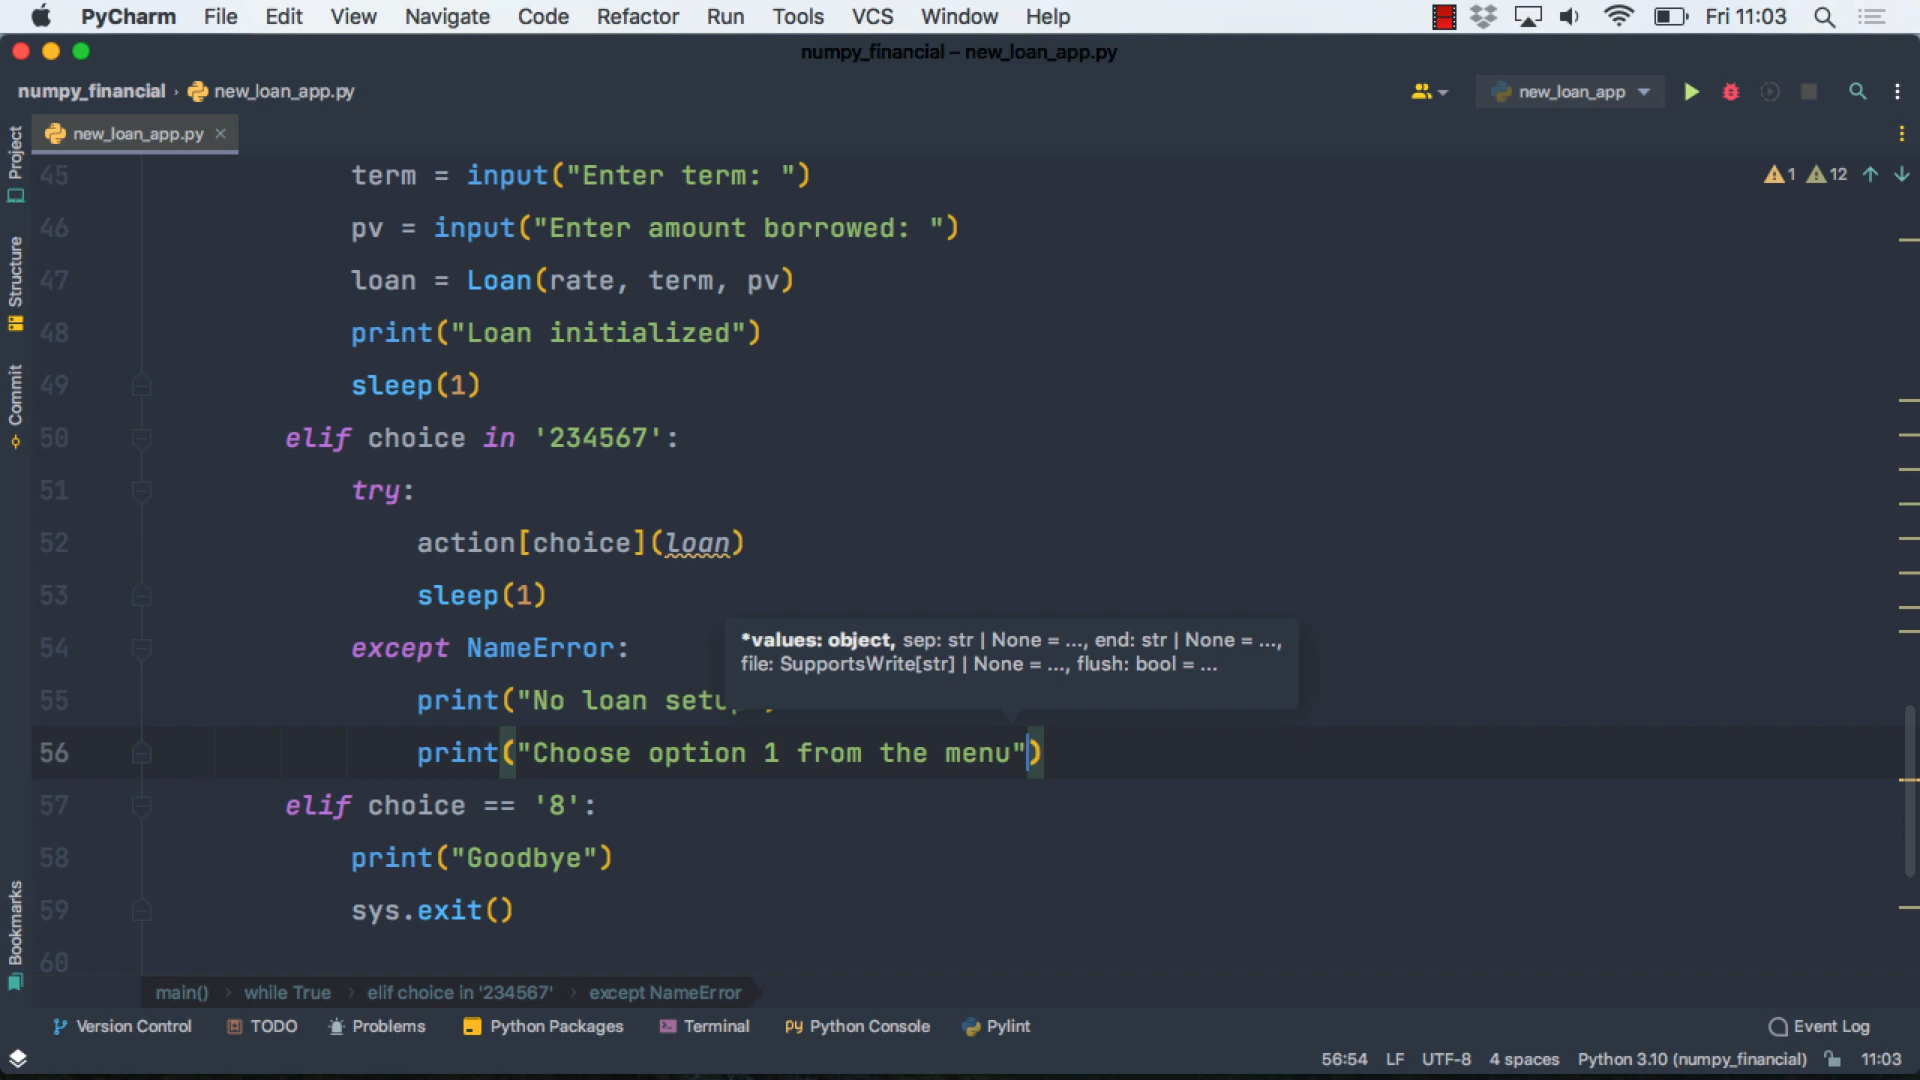 PyCharm File Edit View Navigate Code Refactor Run Tools VCS Window Help Fri 11:03
numpy_financial – new_loan_app.py
numpy_financial › new_loan_app.py new_loan_app
new_loan_app.py
Project
Structure
Commit
Bookmarks
1 12
45 term = input("Enter term: ")
46 pv = input("Enter amount borrowed: ")
47 loan = Loan(rate, term, pv)
48 print("Loan initialized")
49 sleep(1)
50 elif choice in '234567':
51 try:
52 action[choice](loan)
53 sleep(1)
54 except NameError:
*values: object, sep: str | None = ..., end: str | None = ...,
file: SupportsWrite[str] | None = ..., flush: bool = ...
55 print("No loan setup
56 print("Choose option 1 from the menu")
57 elif choice == '8':
58 print("Goodbye")
59 sys.exit()
60
main() › while True › elif choice in '234567' › except NameError
Version Control TODO Problems Python Packages Terminal Python Console Pylint Event Log
56:54 LF UTF-8 4 spaces Python 3.10 (numpy_financial) 11:03